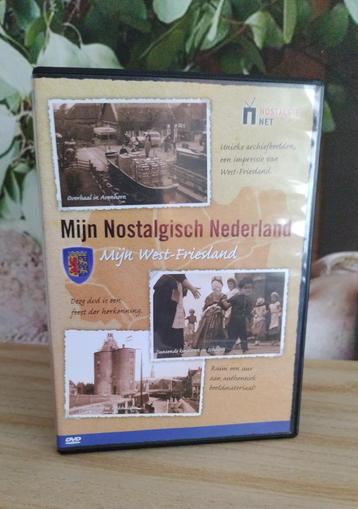 NOSTALGIE
NET
Unieke archiefbeelden,
een impressie van
West-Friesland.
Overhaal in Avenhorn
Mijn Nostalgisch Nederland
Mijn West-Friesland
Deze dvd is een
feest der herkenning.
Dansende kinderen in
Ruim een uur
aan authentiek
beeldmateriaal!
DVD